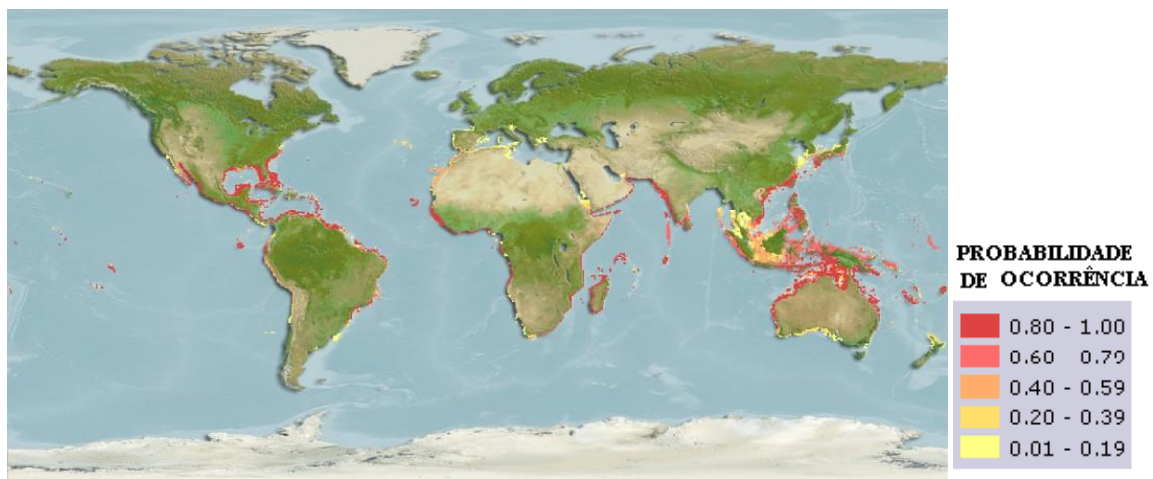 PROBABILIDADE
DE OCORRÊNCIA
0.80 - 1.00
0.60 0.79
0.40 - 0.59
0.20 - 0.39
0.01 - 0.19